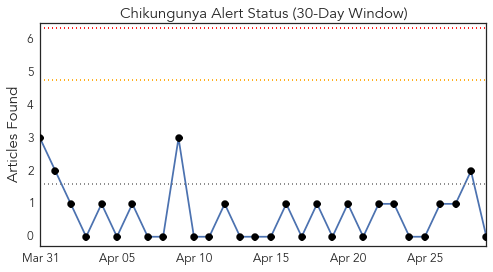 Chikungunya Alert Status (30-Day Window)
Articles Found
6
5
4
3
2
1
0
Mar 31 Apr 05 Apr 10 Apr 15 Apr 20 Apr 25